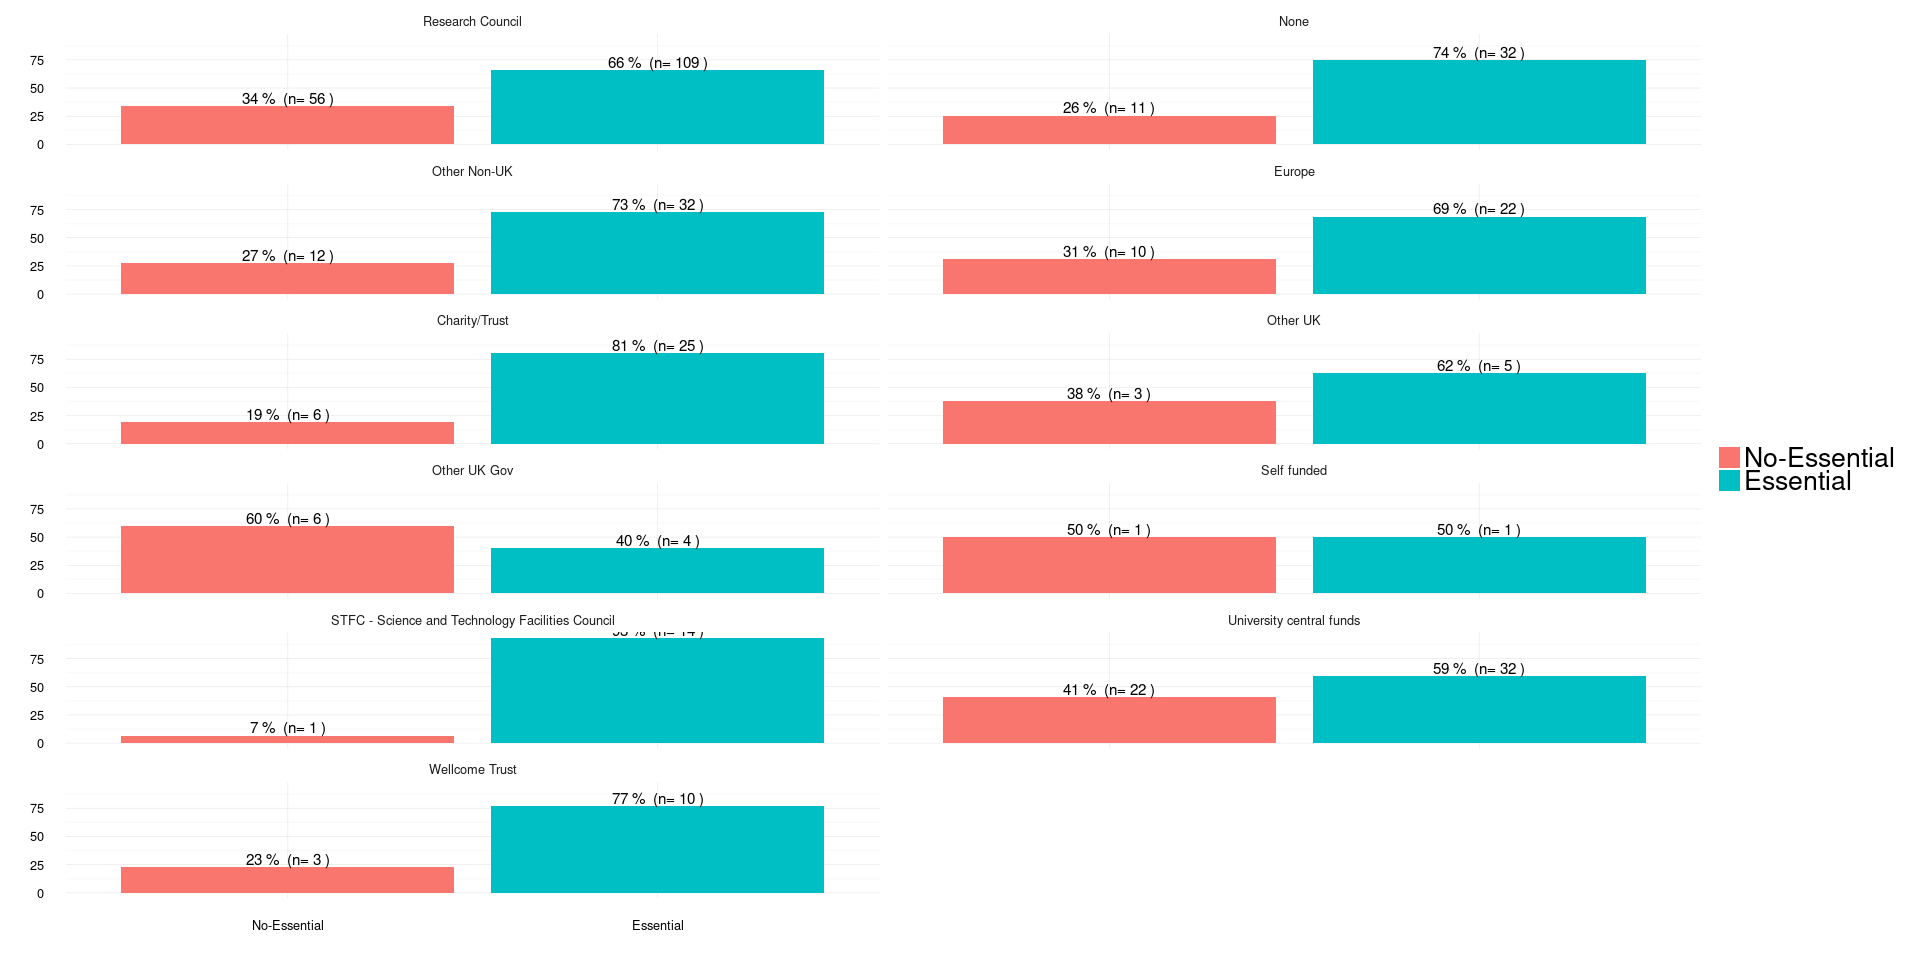 Research Council
None
75
50
25
0
34 % (n= 56 )
66 % (n= 109 )
26 % (n= 11 )
74 % (n= 32 )
Other Non-UK
Europe
75
50
25
0
27 % (n= 12 )
73 % (n= 32 )
31 % (n= 10 )
69 % (n= 22 )
Charity/Trust
Other UK
75
50
25
0
19 % (n= 6 )
81 % (n= 25 )
38 % (n= 3 )
62 % (n= 5 )
No-Essential
Essential
Other UK Gov
Self funded
75
50
25
0
60 % (n= 6 )
40 % (n= 4 )
50 % (n= 1 )
50 % (n= 1 )
STFC - Science and Technology Facilities Council
University central funds
75
50
25
0
7 % (n= 1 )
41 % (n= 22 )
59 % (n= 32 )
Wellcome Trust
75
50
25
0
23 % (n= 3 )
77 % (n= 10 )
No-Essential
Essential